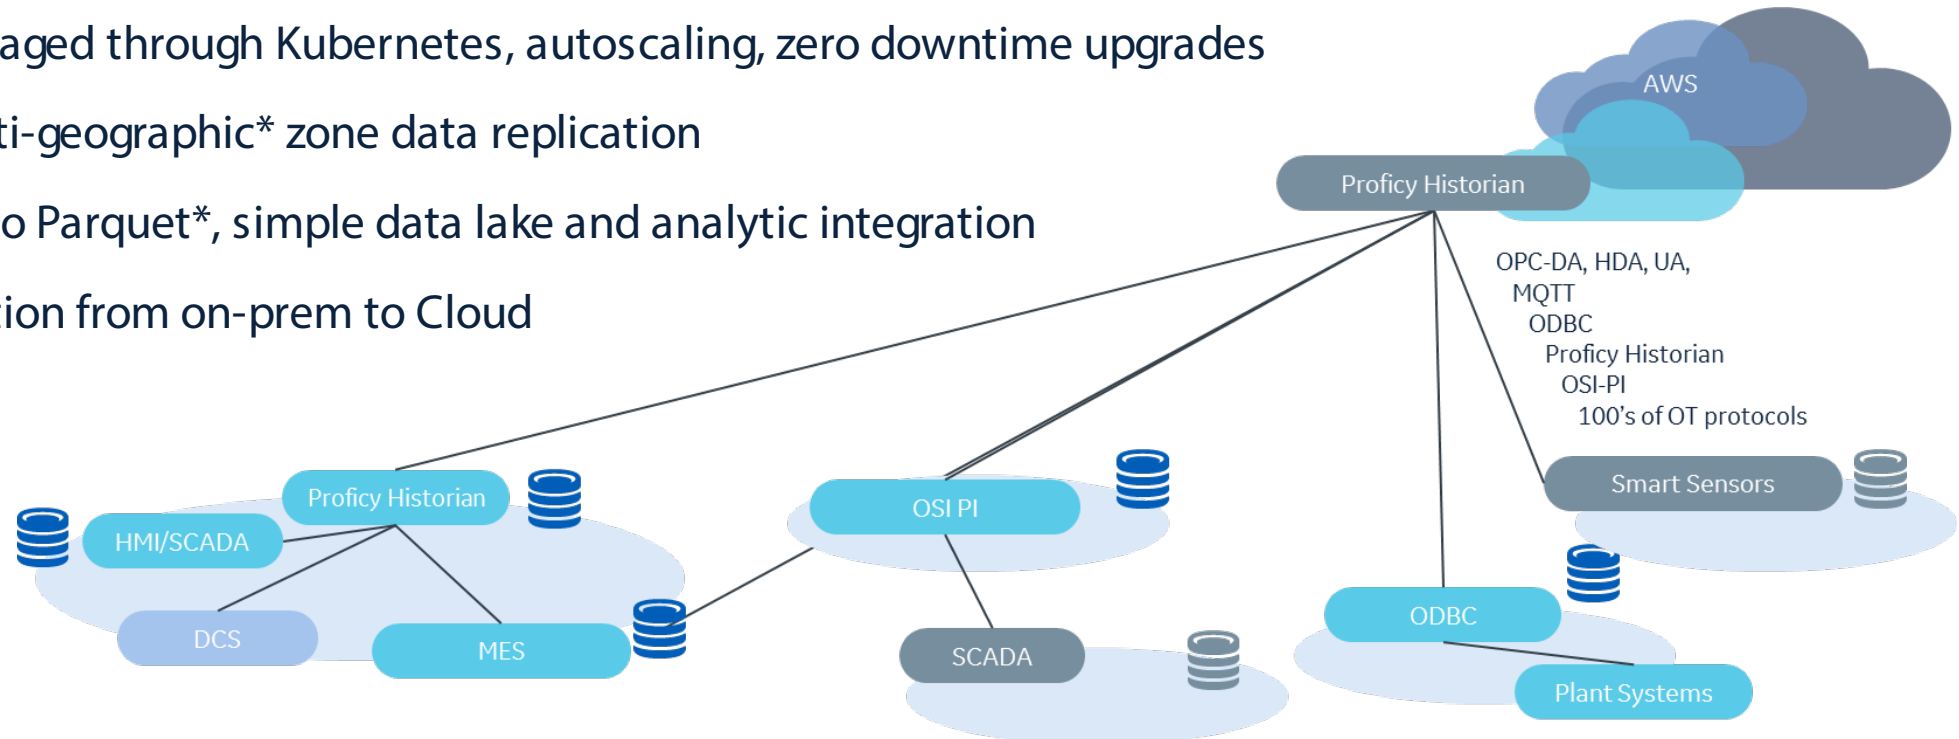 aged through Kubernetes, autoscaling, zero downtime upgrades
ti-geographic* zone data replication
o Parquet*, simple data lake and analytic integration
tion from on-prem to Cloud
AWS
Proficy Historian
OPC-DA, HDA, UA,
MQTT
ODBC
Proficy Historian
OSI-PI
100's of OT protocols
Proficy Historian
HMI/SCADA
DCS
MES
OSI PI
SCADA
Smart Sensors
ODBC
Plant Systems